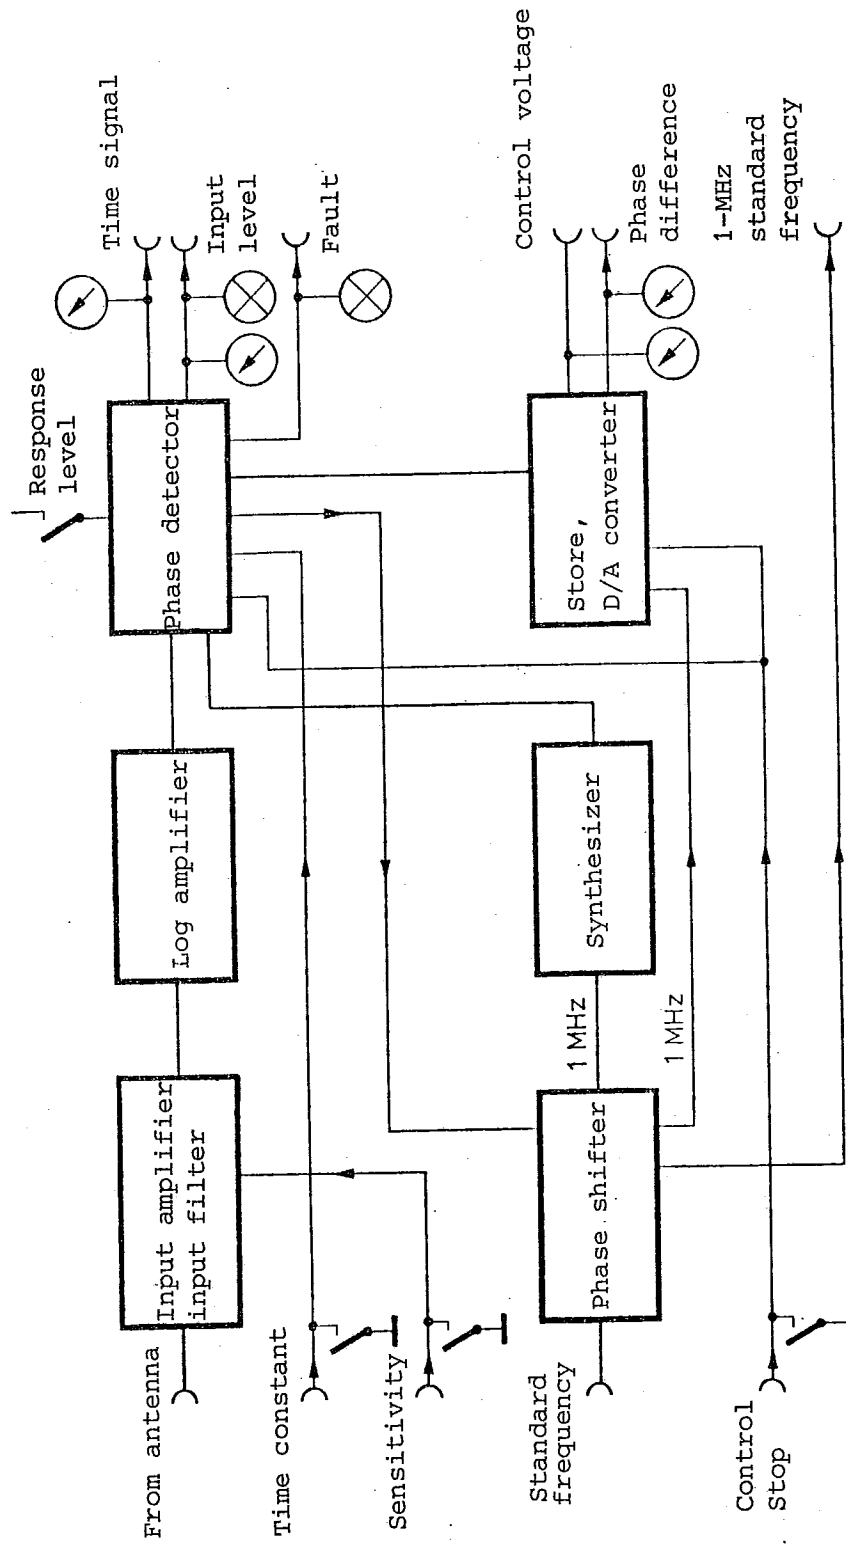 Response
level
Time signal
Input
level
Fault
From antenna
Input amplifier
input filter
Log amplifier
Phase detector
Time constant
Sensitivity
Standard
frequency
Phase shifter
1 MHz
1 MHz
Synthesizer
Store,
D/A converter
Control voltage
Phase
difference
1-MHz
standard
frequency
Control
Stop